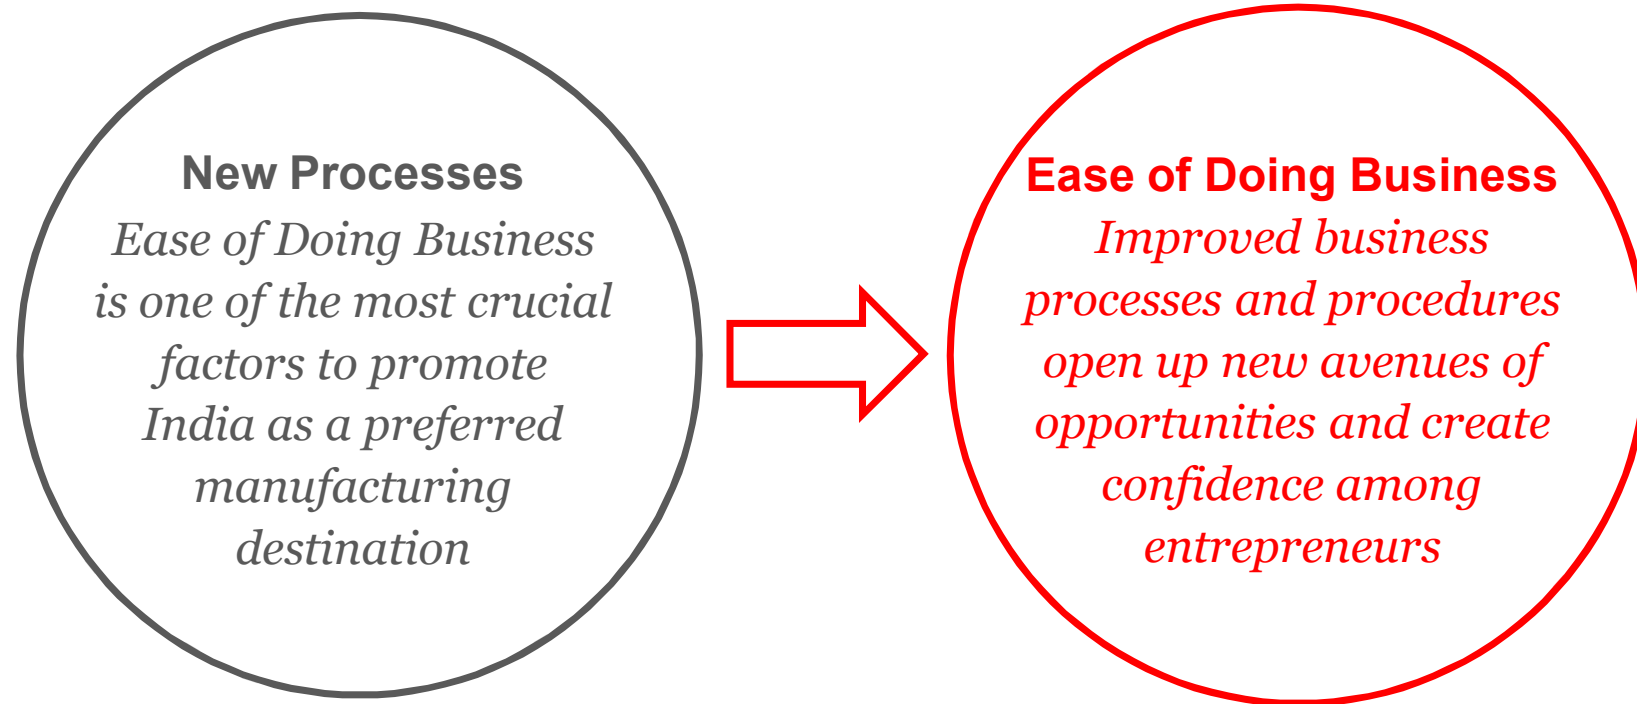 New Processes
Ease of Doing Business
is one of the most crucial
factors to promote
India as a preferred
manufacturing
destination
Ease of Doing Business
Improved business
processes and procedures
open up new avenues of
opportunities and create
confidence among
entrepreneurs